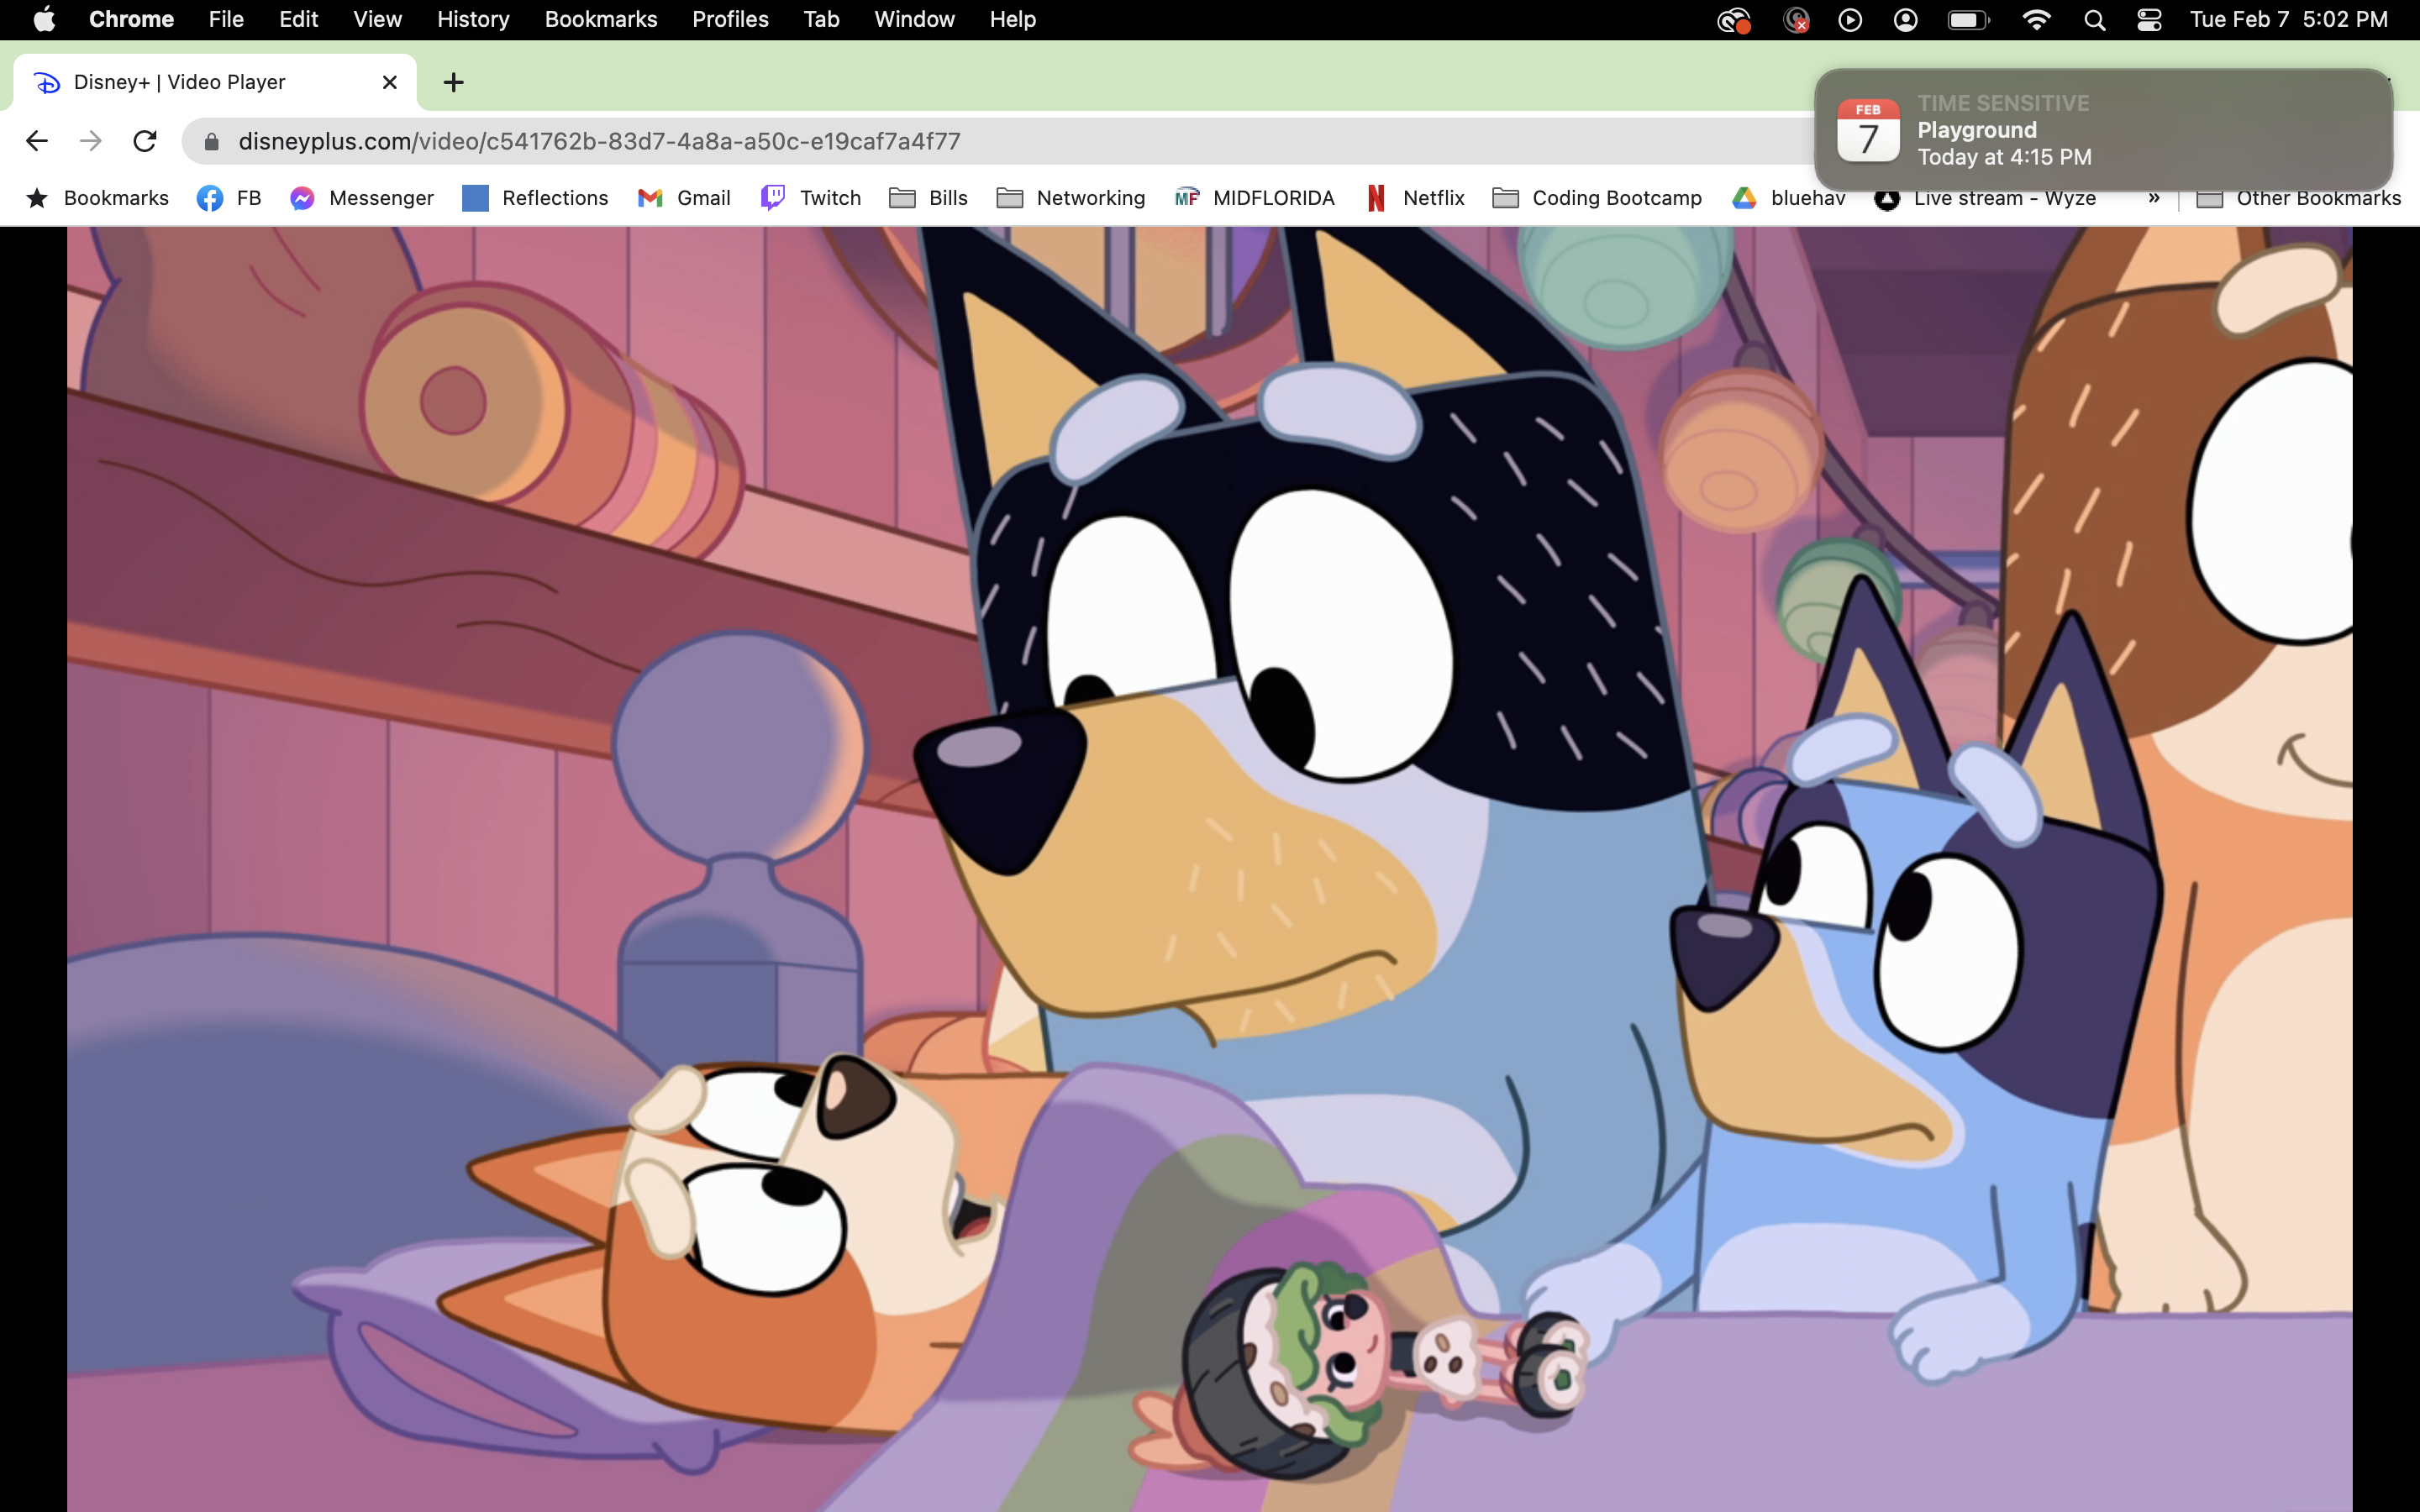 Chrome File Edit View History Bookmarks Profiles Tab Window Help Tue Feb 7 5:02 PM
Disney+ | Video Player
TIME SENSITIVE
FEB
7
Playground
Today at 4:15 PM
disneyplus.com/video/c541762b-83d7-4a8a-a50c-e19caf7a4f77
Bookmarks FB Messenger Reflections Gmail Twitch Bills Networking MF MIDFLORIDA Netflix Coding Bootcamp bluehav Live stream - Wyze » Other Bookmarks